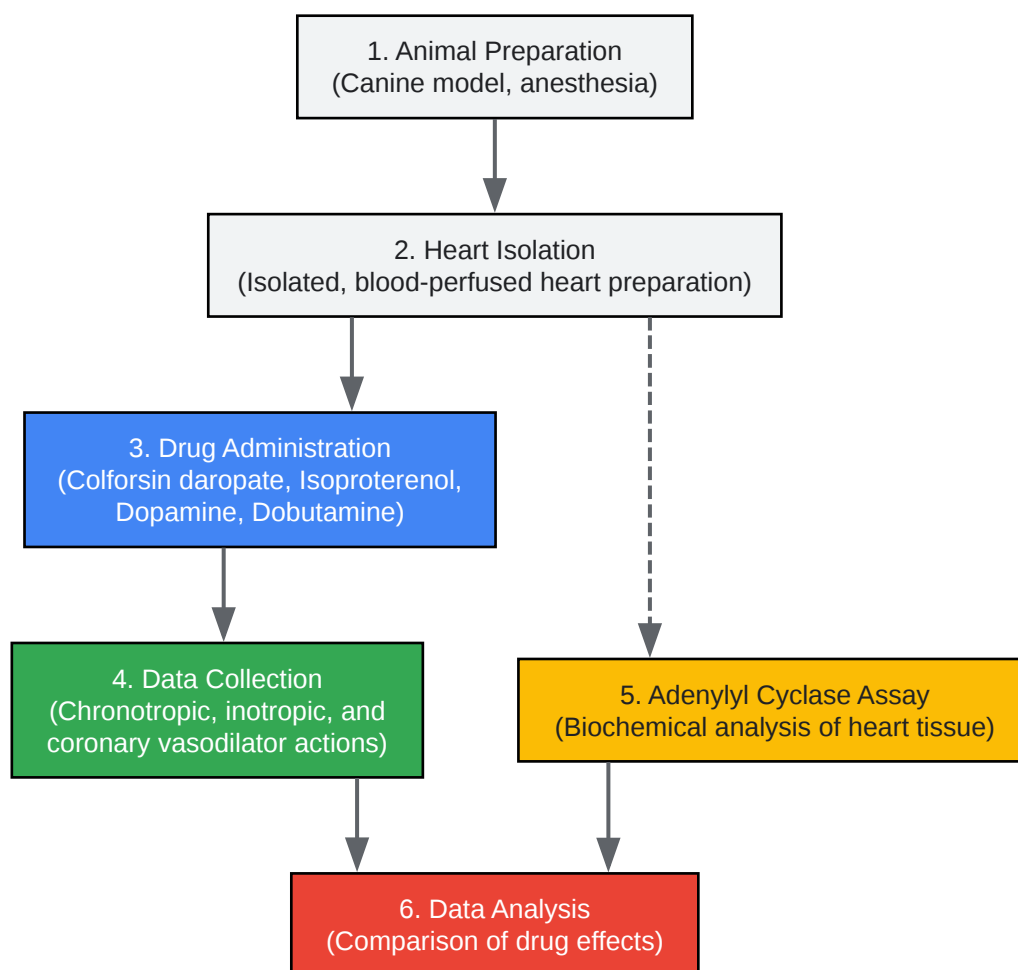 1. Animal Preparation
(Canine model, anesthesia)
2. Heart Isolation
(Isolated, blood-perfused heart preparation)
3. Drug Administration
(Colforsin daropate, Isoproterenol,
Dopamine, Dobutamine)
4. Data Collection
(Chronotropic, inotropic, and
coronary vasodilator actions)
5. Adenylyl Cyclase Assay
(Biochemical analysis of heart tissue)
6. Data Analysis
(Comparison of drug effects)